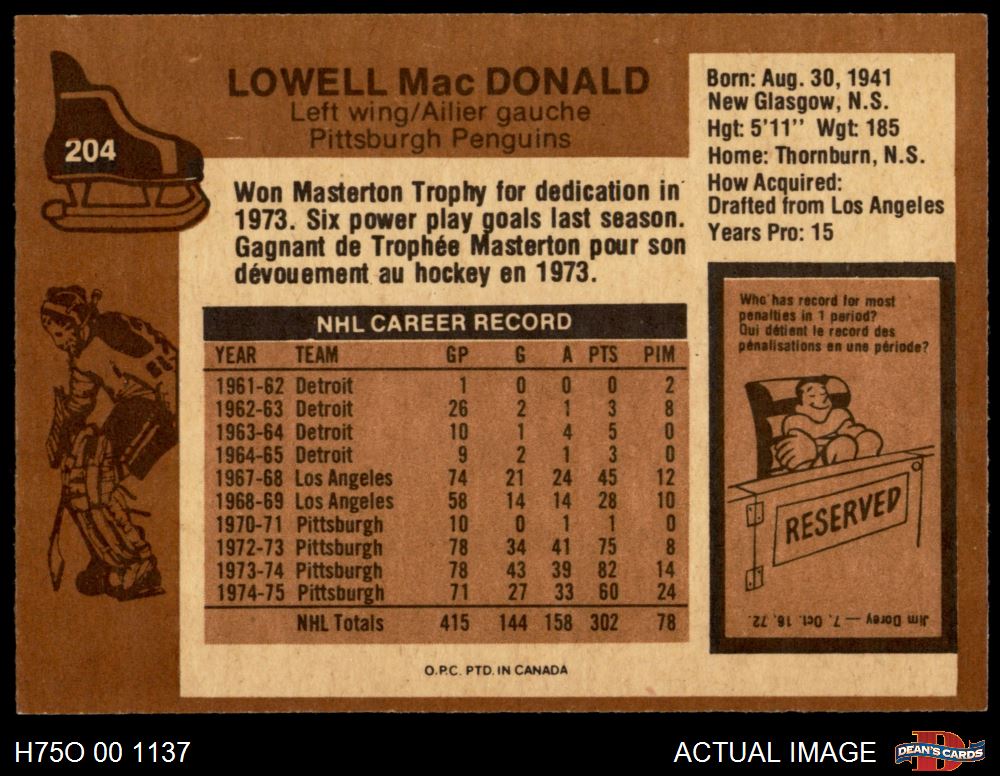 204
LOWELL Mac DONALD
Left wing/Ailier gauche
Pittsburgh Penguins
Won Masterton Trophy for dedication in
1973. Six power play goals last season.
Gagnant de Trophée Masterton pour son
dévouement au hockey en 1973.
NHL CAREER RECORD
YEAR TEAM GP G A PTS PIM
1961-62 Detroit 1 0 0 0 2
1962-63 Detroit 26 2 1 3 8
1963-64 Detroit 10 1 4 5 0
1964-65 Detroit 9 2 1 3 0
1967-68 Los Angeles 74 21 24 45 12
1968-69 Los Angeles 58 14 14 28 10
1970-71 Pittsburgh 10 0 1 1 0
1972-73 Pittsburgh 78 34 41 75 8
1973-74 Pittsburgh 78 43 39 82 14
1974-75 Pittsburgh 71 27 33 60 24
NHL Totals 415 144 158 302 78
O.P.C. PTD. IN CANADA
Born: Aug. 30, 1941
New Glasgow, N.S.
Hgt: 5'11'' Wgt: 185
Home: Thornburn, N.S.
How Acquired:
Drafted from Los Angeles
Years Pro: 15
Who has record for most
penalties in 1 period?
Qui détient le record des
pénalisations en une période?
RESERVED
Jim Dorey — 7, Oct. 16, '72.
H75O 00 1137
ACTUAL IMAGE
D
DEAN'S CARDS